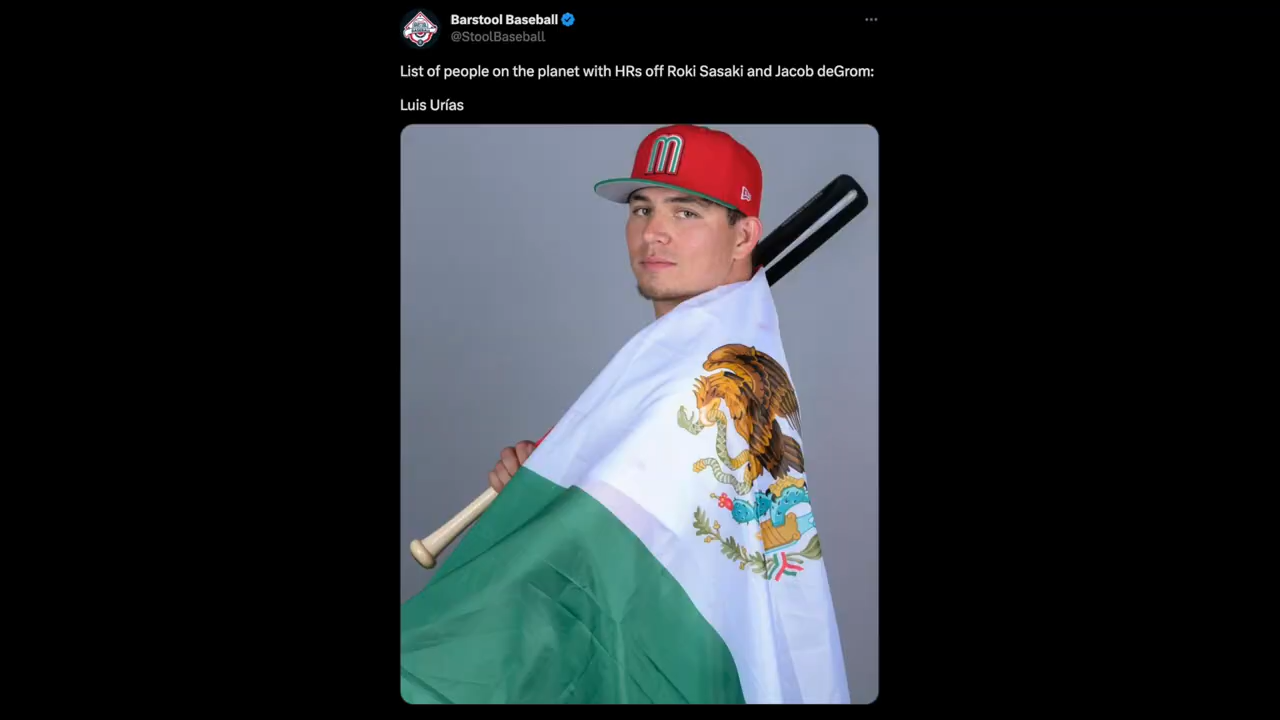 Barstool Baseball
@StoolBaseball
List of people on the planet with HRs off Roki Sasaki and Jacob deGrom:
Luis Urías
m